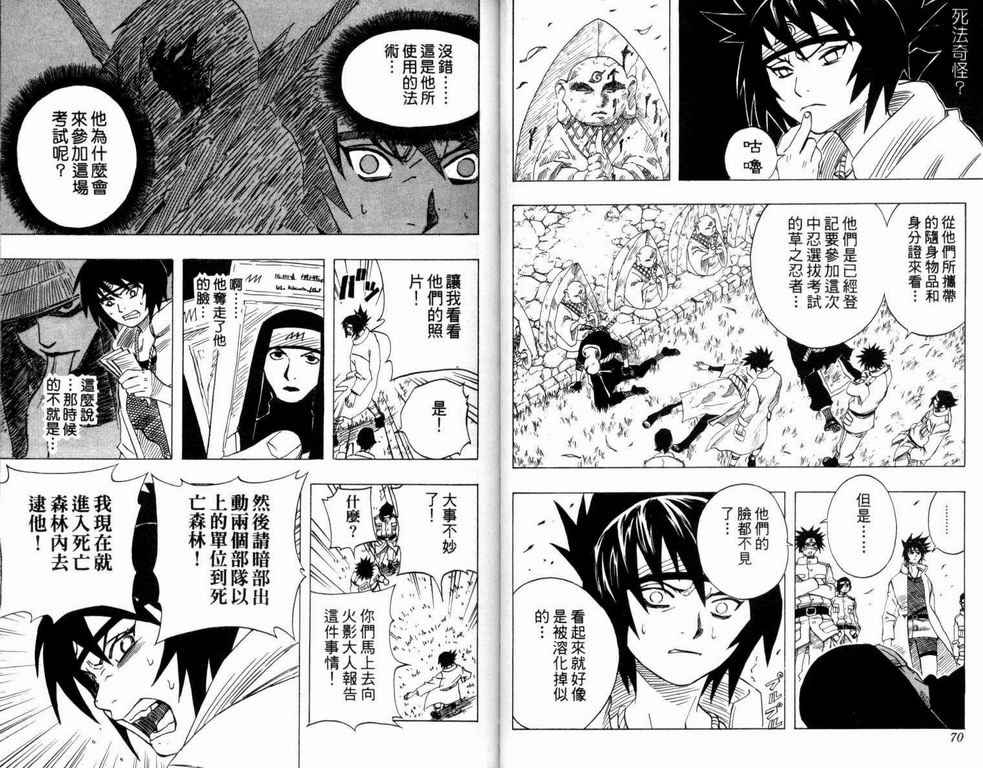 死法奇怪？
咕嚕
從他們所攜帶
的隨身物品和
身分證來看…
他們是已經登
記要參加這次
中忍選拔考試
的草之忍者…
………
但是……
他們的
臉都不見
了…
看起來就好像
是被溶化掉似
的…
70
沒錯……
這是他所
使用的法
術…
他為什麼會
來參加這場
考試呢？
讓我看看
他們的照
片！
是！
啊……
他奪走了他
的臉…
這麼說
…那時候
的不就是…
大事不妙
了！
什麼？
你們馬上去向
火影大人報告
這件事情！
然後請暗部出
動兩個部隊以
上的單位到死
亡森林！
我現在就
進入死亡
森林內去
逮他！